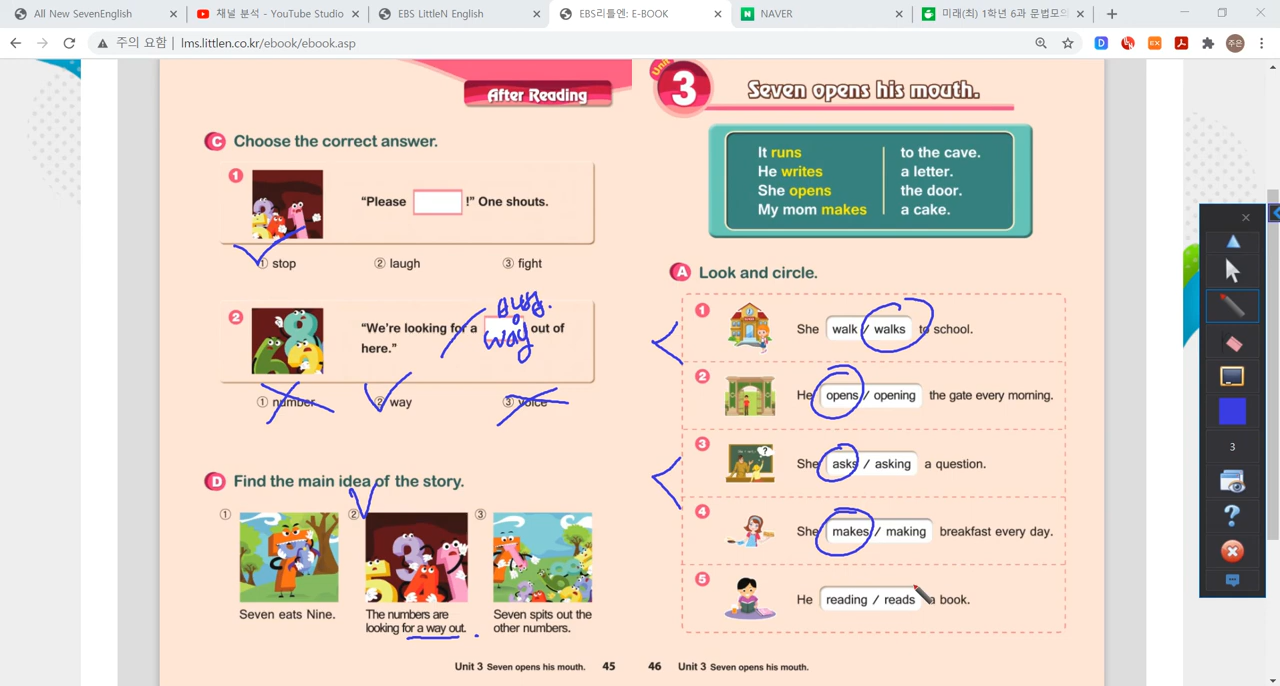 All New SevenEnglish
채널 분석 - YouTube Studio
EBS LittleN English
EBS리틀엔: E-BOOK
NAVER
미래(최) 1학년 6과 문법모의
주의 요함
lms.littlen.co.kr/ebook/ebook.asp
주은
After Reading
C Choose the correct answer.
1
"Please !" One shouts.
① stop
② laugh
③ fight
2
"We're looking for a way out of
here."
① number
② way
③ voice
D Find the main idea of the story.
①
②
③
Seven eats Nine.
The numbers are
looking for a way out.
Seven spits out the
other numbers.
Unit 3 Seven opens his mouth. 45
Unit 3 Seven opens his mouth.
It runs to the cave.
He writes a letter.
She opens the door.
My mom makes a cake.
A Look and circle.
1 She walk / walks to school.
2 He opens / opening the gate every morning.
3 She asks / asking a question.
4 She makes / making breakfast every day.
5 He reading / reads a book.
46 Unit 3 Seven opens his mouth.
3